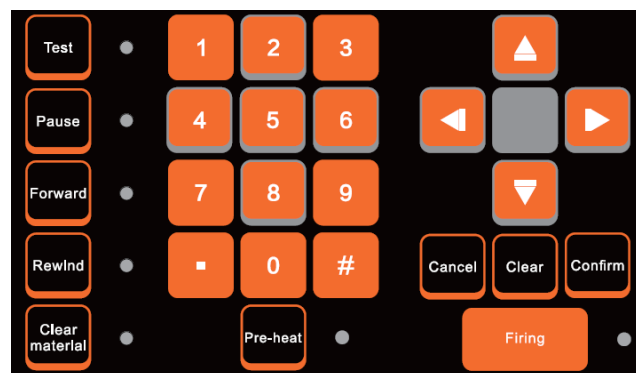 Test
1 2 3
Pause
4 5 6
Forward
7 8 9
RewInd
. 0 #
Cancel Clear Confirm
Clear
materIal
Pre-heat
Firing